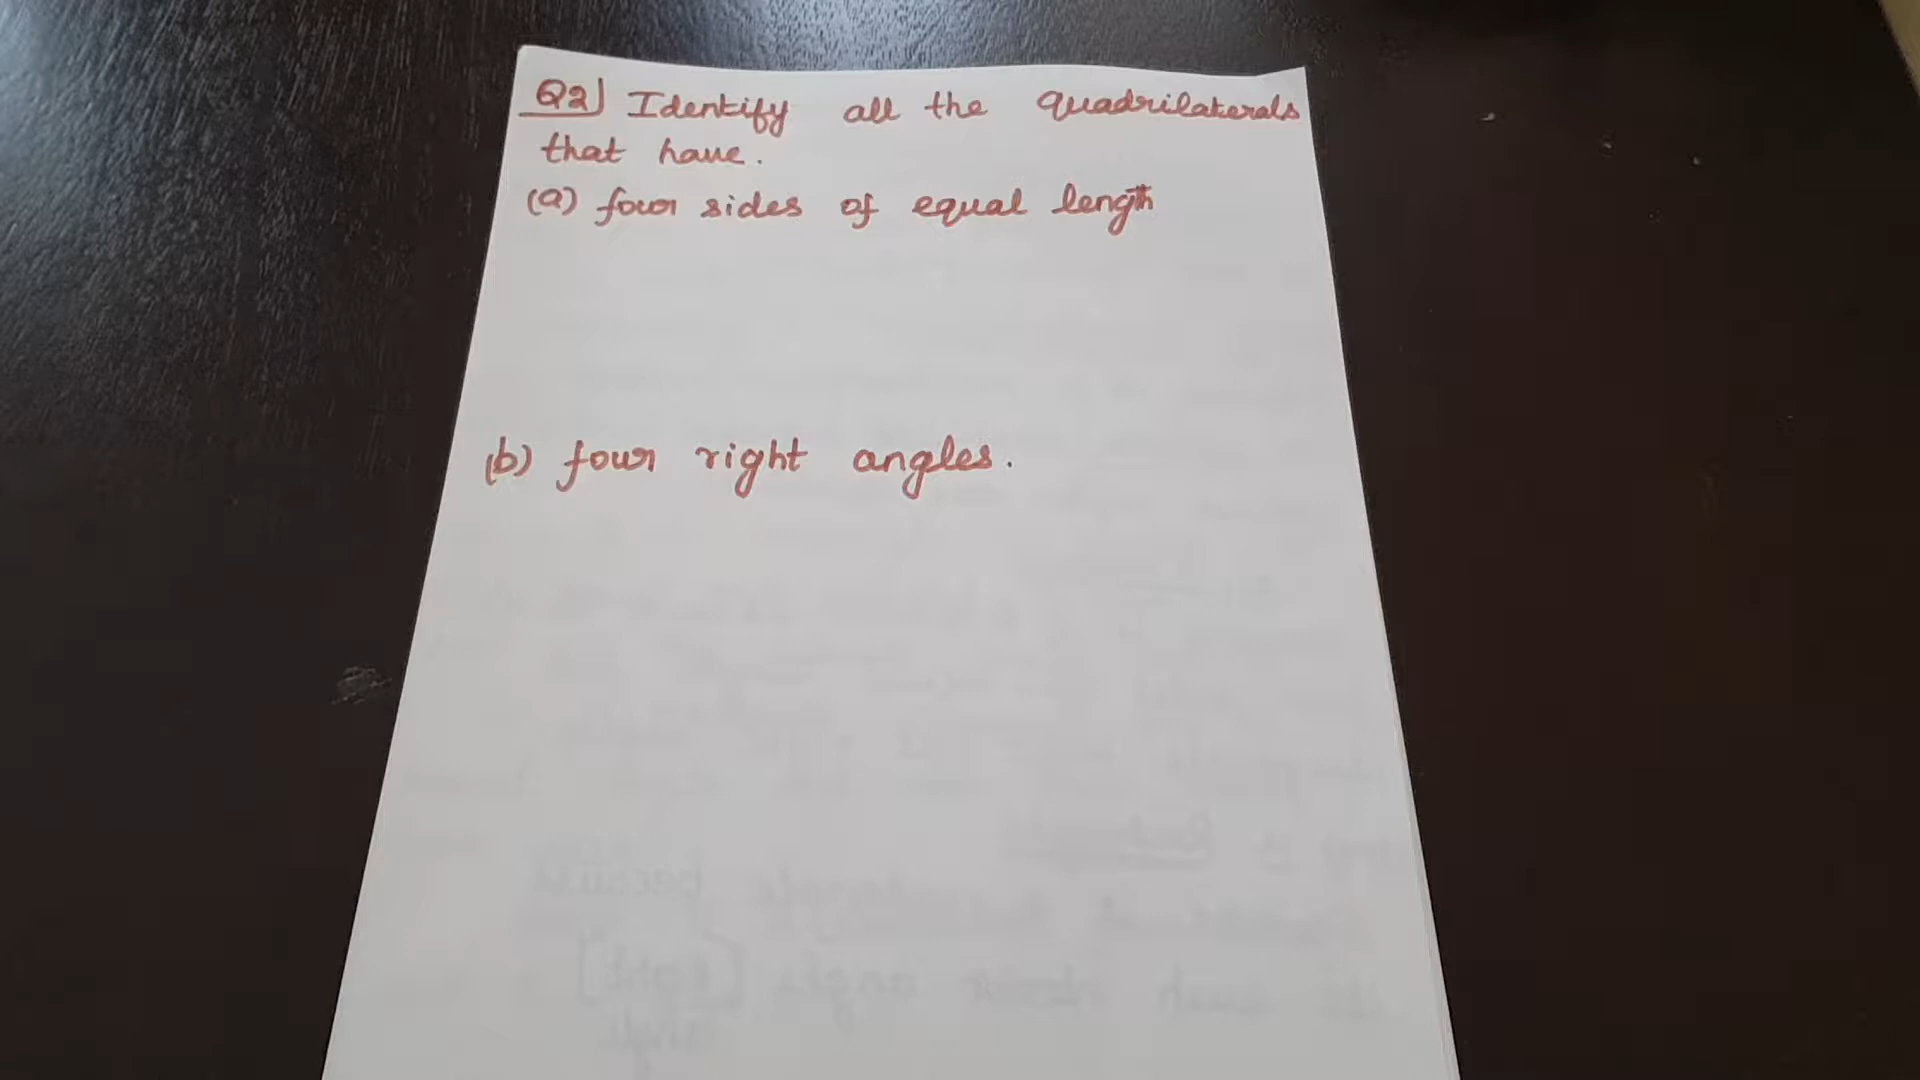 Q2) Identify all the quadrilaterals
that have.
(a) four sides of equal length
(b) four right angles.